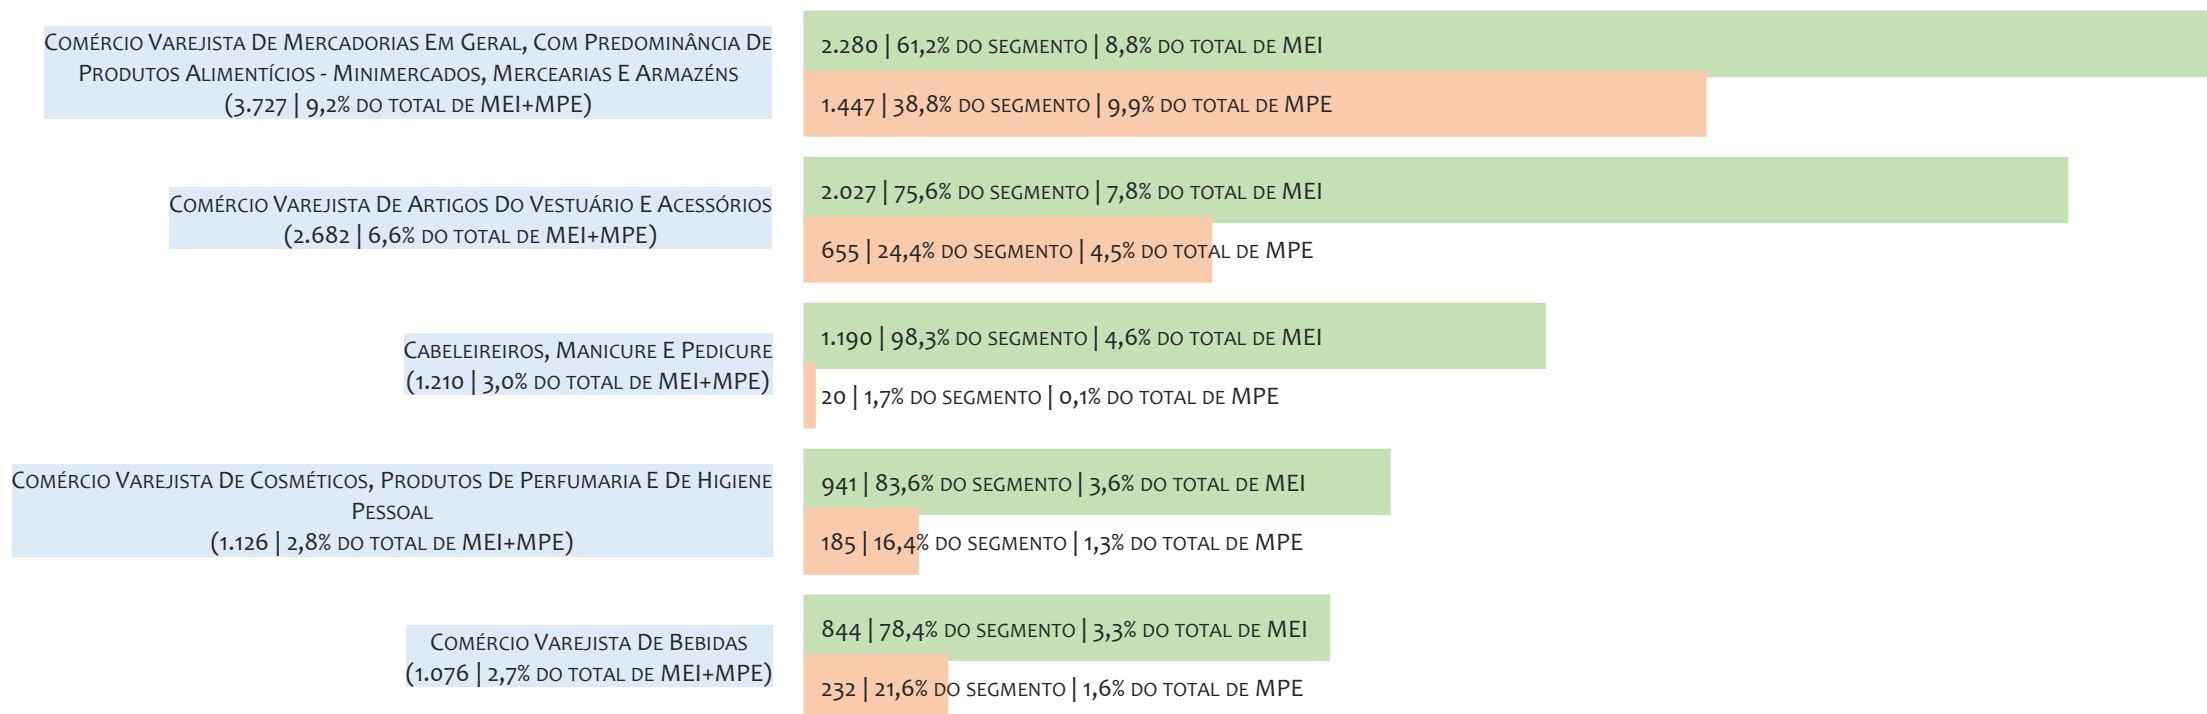 Comércio Varejista De Mercadorias Em Geral, Com Predominância De
Produtos Alimentícios - Minimercados, Mercearias E Armazéns
(3.727 | 9,2% do total de MEI+MPE)
2.280 | 61,2% do segmento | 8,8% do total de MEI
1.447 | 38,8% do segmento | 9,9% do total de MPE
Comércio Varejista De Artigos Do Vestuário E Acessórios
(2.682 | 6,6% do total de MEI+MPE)
2.027 | 75,6% do segmento | 7,8% do total de MEI
655 | 24,4% do segmento | 4,5% do total de MPE
Cabeleireiros, Manicure E Pedicure
(1.210 | 3,0% do total de MEI+MPE)
1.190 | 98,3% do segmento | 4,6% do total de MEI
20 | 1,7% do segmento | 0,1% do total de MPE
Comércio Varejista De Cosméticos, Produtos De Perfumaria E De Higiene
Pessoal
(1.126 | 2,8% do total de MEI+MPE)
941 | 83,6% do segmento | 3,6% do total de MEI
185 | 16,4% do segmento | 1,3% do total de MPE
Comércio Varejista De Bebidas
(1.076 | 2,7% do total de MEI+MPE)
844 | 78,4% do segmento | 3,3% do total de MEI
232 | 21,6% do segmento | 1,6% do total de MPE